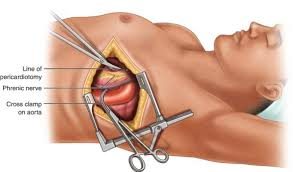 Line of
pericardiotomy
Phrenic nerve
Cross clamp
on aorta